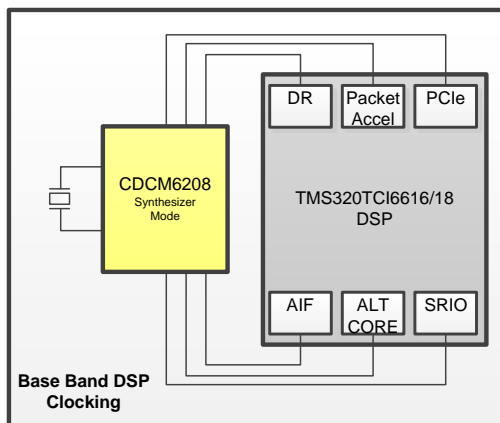 DR
Packet
Accel
PCIe
CDCM6208
Synthesizer
Mode
TMS320TCI6616/18
DSP
AIF
ALT
CORE
SRIO
Base Band DSP
Clocking